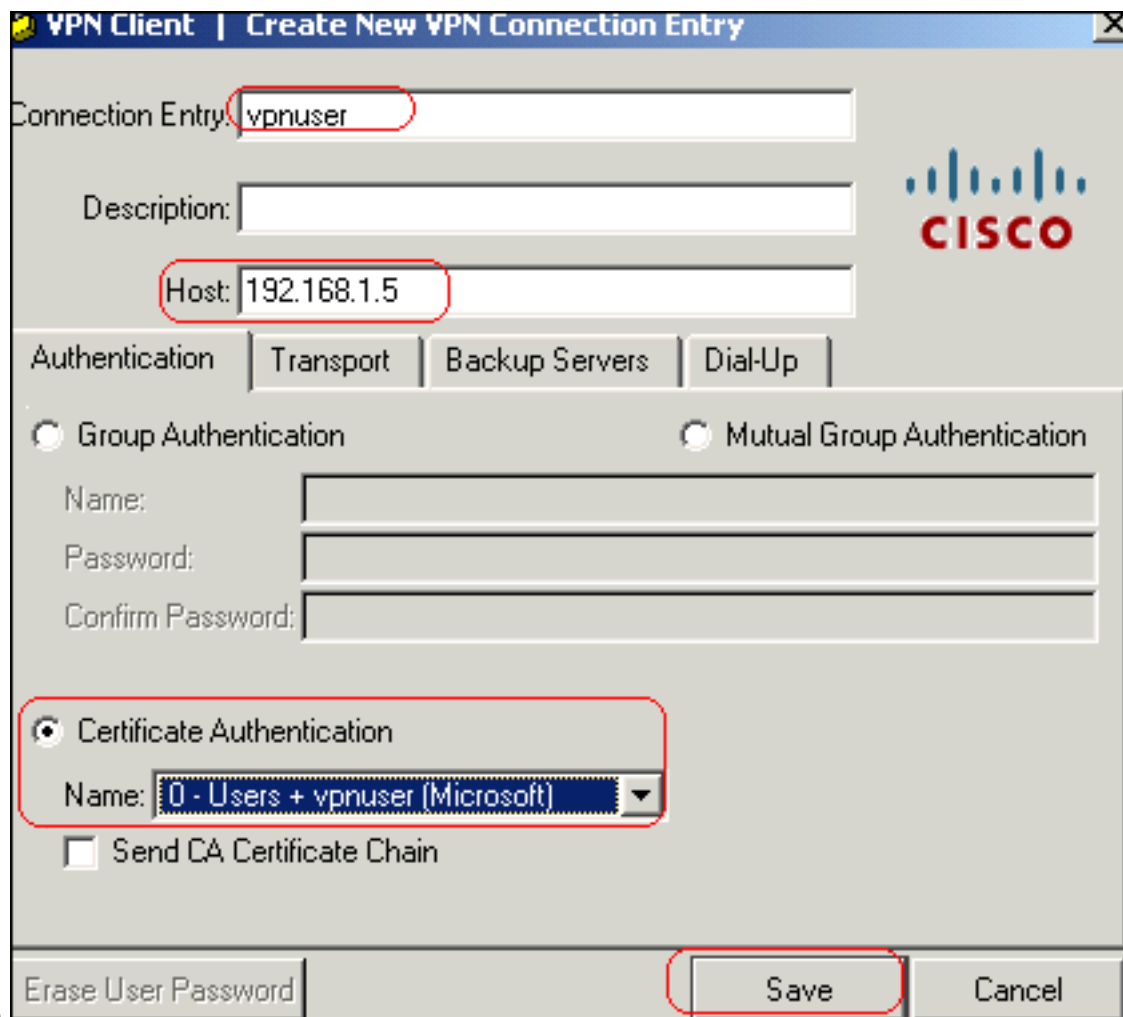 VPN Client | Create New VPN Connection Entry
Connection Entry: vpnuser
Description:
CISCO
Host: 192.168.1.5
Authentication Transport Backup Servers Dial-Up
Group Authentication Mutual Group Authentication
Name:
Password:
Confirm Password:
Certificate Authentication
Name: 0 - Users + vpnuser (Microsoft)
Send CA Certificate Chain
Erase User Password Save Cancel